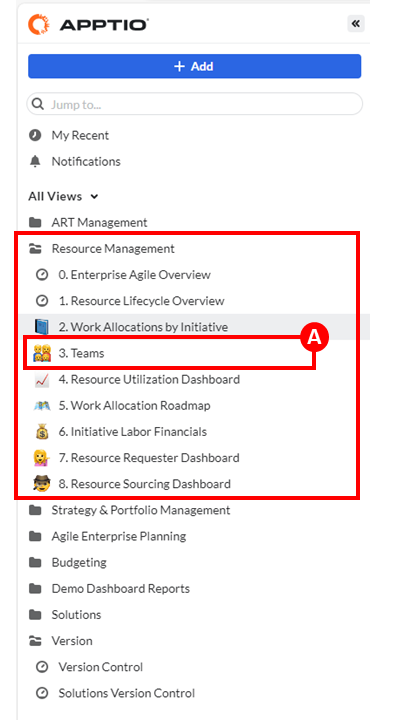 APPTIO
«
+ Add
Jump to...
My Recent
Notifications
All Views
ART Management
Resource Management
0. Enterprise Agile Overview
1. Resource Lifecycle Overview
2. Work Allocations by Initiative
A
3. Teams
4. Resource Utilization Dashboard
5. Work Allocation Roadmap
6. Initiative Labor Financials
7. Resource Requester Dashboard
8. Resource Sourcing Dashboard
Strategy & Portfolio Management
Agile Enterprise Planning
Budgeting
Demo Dashboard Reports
Solutions
Version
Version Control
Solutions Version Control